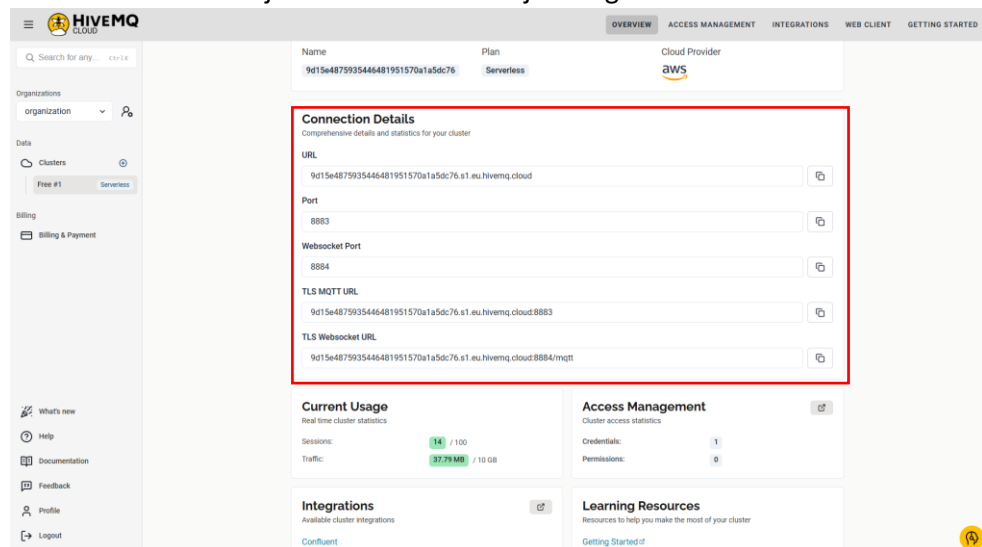 HIVEMQ
CLOUD
OVERVIEW
ACCESS MANAGEMENT
INTEGRATIONS
WEB CLIENT
GETTING STARTED
Search for any... ctrl k
Organizations
organization
Data
Clusters
Free #1 Serverless
Billing
Billing & Payment
What's new
Help
Documentation
Feedback
Profile
Logout
Name Plan Cloud Provider
9d15e4875935446481951570a1a5dc76 Serverless aws
Connection Details
Comprehensive details and statistics for your cluster
URL
9d15e4875935446481951570a1a5dc76.s1.eu.hivemq.cloud
Port
8883
Websocket Port
8884
TLS MQTT URL
9d15e4875935446481951570a1a5dc76.s1.eu.hivemq.cloud:8883
TLS Websocket URL
9d15e4875935446481951570a1a5dc76.s1.eu.hivemq.cloud:8884/mqtt
Current Usage
Real time cluster statistics
Sessions: 14 / 100
Traffic: 37.79 MB / 10 GB
Access Management
Cluster access statistics
Credentials: 1
Permissions: 0
Integrations
Available cluster integrations
Confluent
Learning Resources
Resources to help you make the most of your cluster
Getting Started